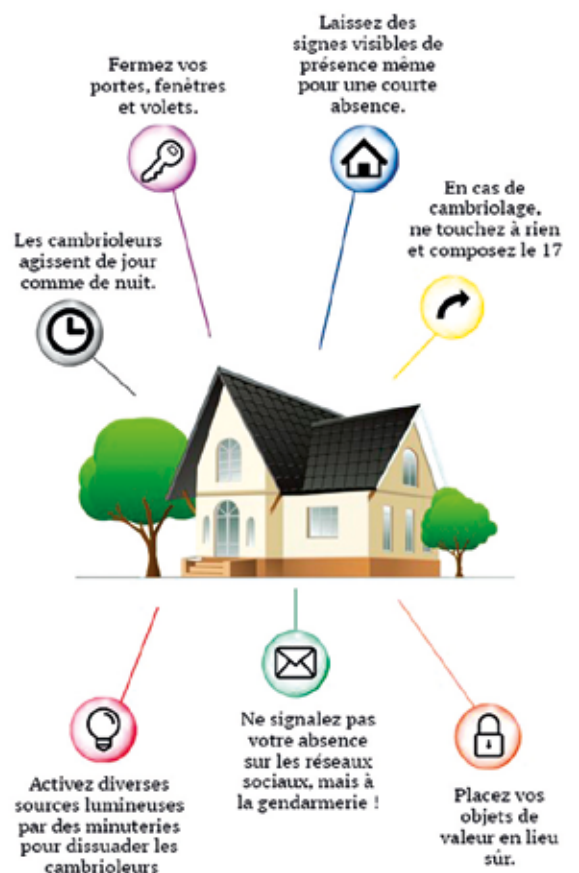 Fermez vos
portes, fenêtres
et volets.
Laissez des
signes visibles de
présence même
pour une courte
absence.
En cas de
cambriolage,
ne touchez à rien
et composez le 17
Les cambrioleurs
agissent de jour
comme de nuit.
Activez diverses
sources lumineuses
par des minuteries
pour dissuader les
cambrioleurs
Ne signalez pas
votre absence
sur les réseaux
sociaux, mais à
la gendarmerie !
Placez vos
objets de
valeur en lieu
sûr.